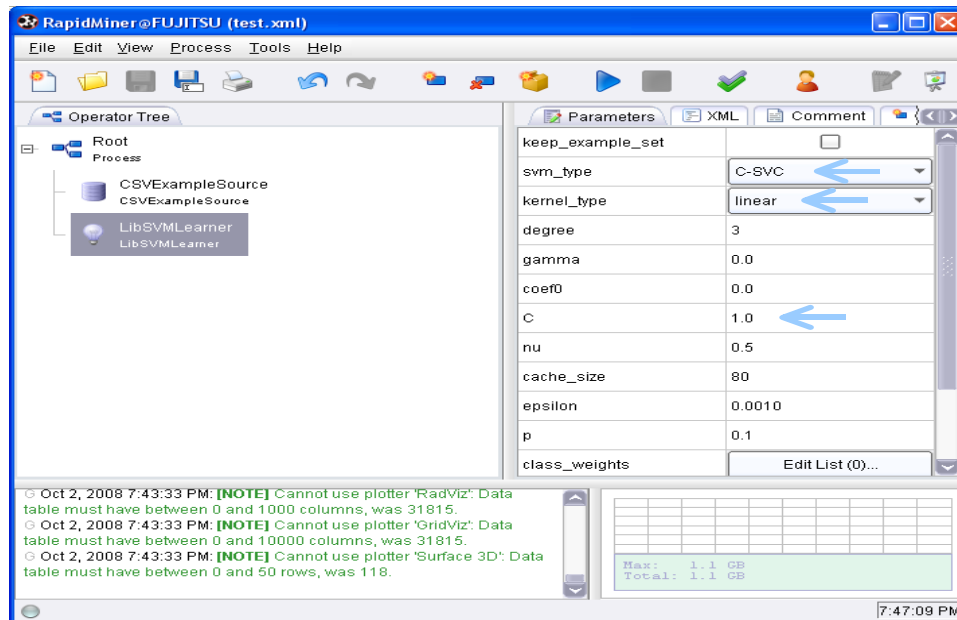 RapidMiner@FUJITSU (test.xml)
File Edit View Process Tools Help
Operator Tree
Root
Process
CSVExampleSource
CSVExampleSource
LibSVMLearner
LibSVMLearner
Parameters XML Comment
keep_example_set
svm_type C-SVC
kernel_type linear
degree 3
gamma 0.0
coef0 0.0
C 1.0
nu 0.5
cache_size 80
epsilon 0.0010
p 0.1
class_weights Edit List (0)...
G Oct 2, 2008 7:43:33 PM: [NOTE] Cannot use plotter 'RadViz': Data
table must have between 0 and 1000 columns, was 31815.
G Oct 2, 2008 7:43:33 PM: [NOTE] Cannot use plotter 'GridViz': Data
table must have between 0 and 10000 columns, was 31815.
G Oct 2, 2008 7:43:33 PM: [NOTE] Cannot use plotter 'Surface 3D': Data
table must have between 0 and 50 rows, was 118.
Max: 1.1 GB
Total: 1.1 GB
7:47:09 PM